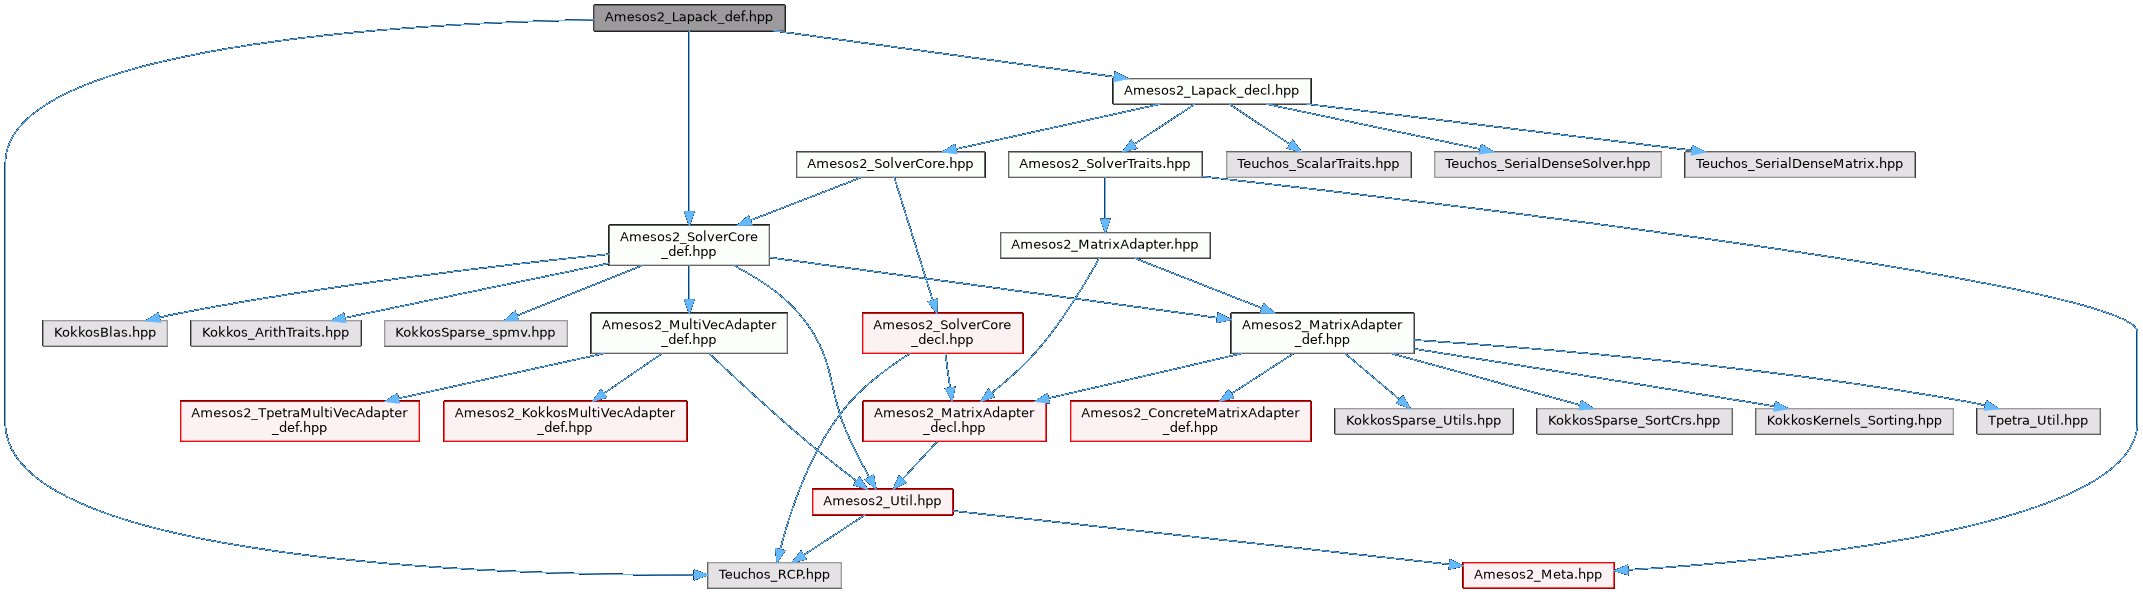 Amesos2_Lapack_def.hpp
Amesos2_Lapack_decl.hpp
Amesos2_SolverCore.hpp
Amesos2_SolverTraits.hpp
Teuchos_ScalarTraits.hpp
Teuchos_SerialDenseSolver.hpp
Teuchos_SerialDenseMatrix.hpp
Amesos2_SolverCore
_def.hpp
Amesos2_MatrixAdapter.hpp
KokkosBlas.hpp
Kokkos_ArithTraits.hpp
KokkosSparse_spmv.hpp
Amesos2_MultiVecAdapter
_def.hpp
Amesos2_SolverCore
_decl.hpp
Amesos2_MatrixAdapter
_def.hpp
Amesos2_TpetraMultiVecAdapter
_def.hpp
Amesos2_KokkosMultiVecAdapter
_def.hpp
Amesos2_MatrixAdapter
_decl.hpp
Amesos2_ConcreteMatrixAdapter
_def.hpp
KokkosSparse_Utils.hpp
KokkosSparse_SortCrs.hpp
KokkosKernels_Sorting.hpp
Tpetra_Util.hpp
Amesos2_Util.hpp
Teuchos_RCP.hpp
Amesos2_Meta.hpp